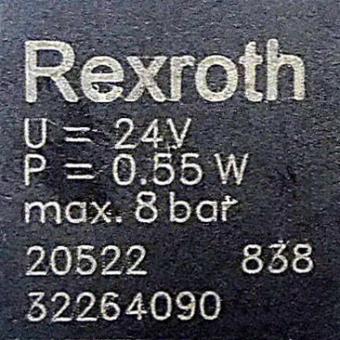 Rexroth
U = 24V
P = 0.55 W
max. 8 bar
20522 838
32264090